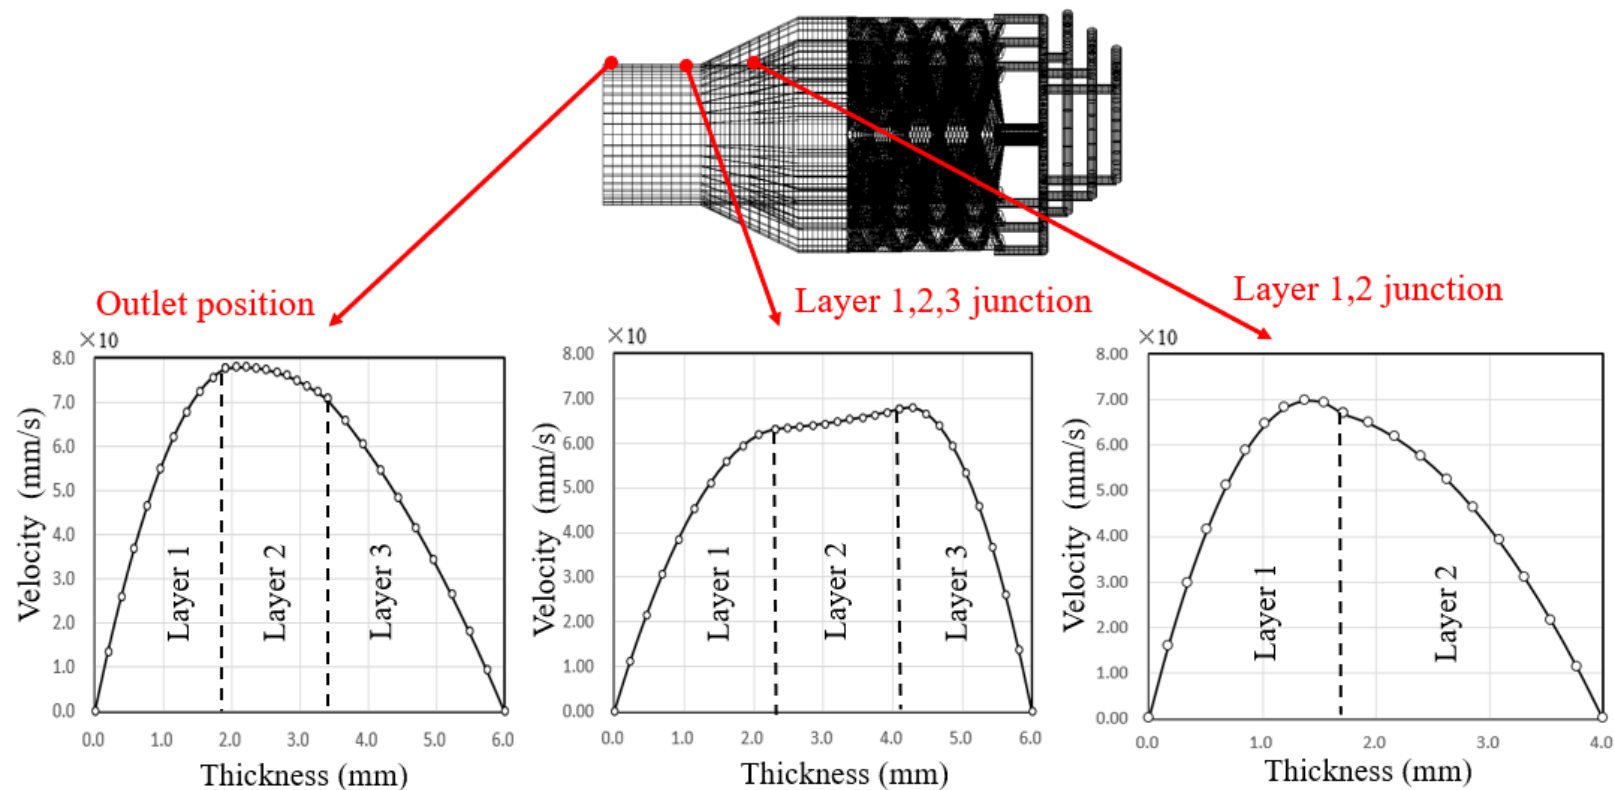 Outlet position
Layer 1,2,3 junction
Layer 1,2 junction
×10
8.0
7.0
6.0
5.0
4.0
3.0
2.0
1.0
0.0
Velocity (mm/s)
Layer 1
Layer 2
Layer 3
0.0 1.0 2.0 3.0 4.0 5.0 6.0
Thickness (mm)
×10
8.00
7.00
6.00
5.00
4.00
3.00
2.00
1.00
0.00
Velocity (mm/s)
Layer 1
Layer 2
Layer 3
0.0 1.0 2.0 3.0 4.0 5.0 6.0
Thickness (mm)
×10
8.00
7.00
6.00
5.00
4.00
3.00
2.00
1.00
0.00
Velocity (mm/s)
Layer 1
Layer 2
0.0 1.0 2.0 3.0 4.0
Thickness (mm)